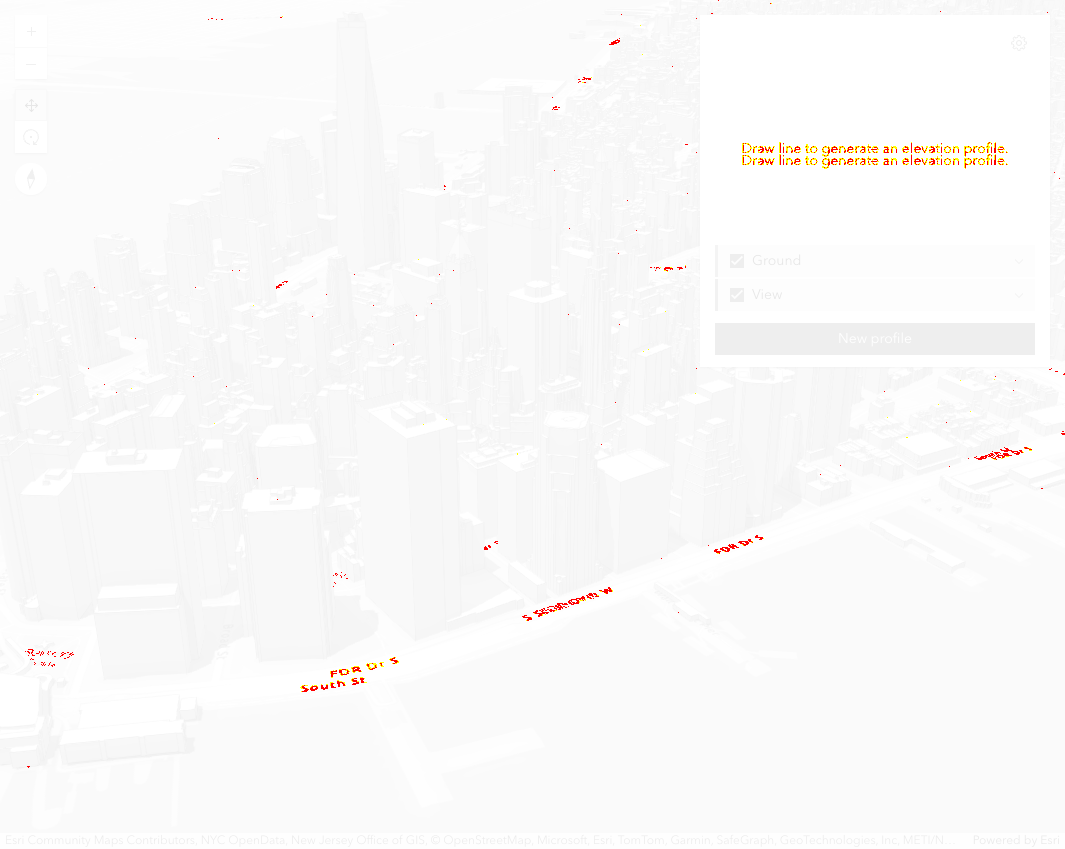 Draw line to generate an elevation profile.
Draw line to generate an elevation profile.
Ground
View
New profile
FDR Dr S
FDR Dr S
South St
Esri Community Maps Contributors, NYC OpenData, New Jersey Office of GIS, © OpenStreetMap, Microsoft, Esri, TomTom, Garmin, SafeGraph, GeoTechnologies, Inc, METI/N
Powered by Esri